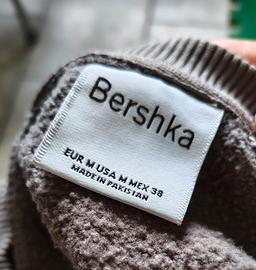 Bershka
EUR M USA M MEX 38
MADE IN PAKISTAN